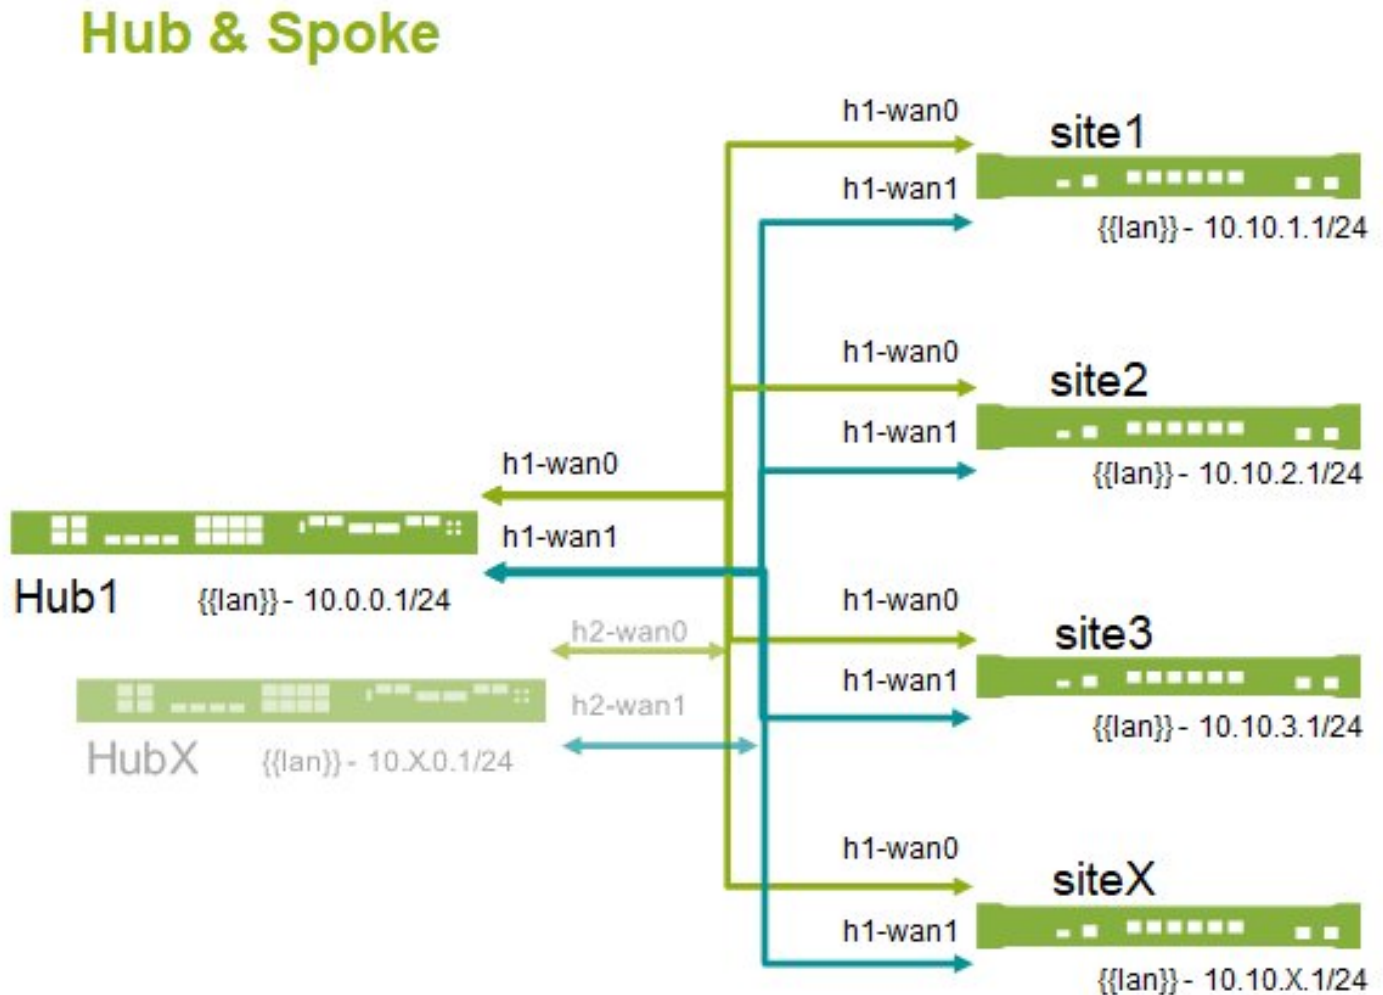 Hub & Spoke
h1-wan0
site1
h1-wan1
{{lan}} - 10.10.1.1/24
h1-wan0
site2
h1-wan1
{{lan}} - 10.10.2.1/24
h1-wan0
h1-wan1
Hub1
{{lan}} - 10.0.0.1/24
h2-wan0
h2-wan1
HubX
{{lan}} - 10.X.0.1/24
h1-wan0
site3
h1-wan1
{{lan}} - 10.10.3.1/24
h1-wan0
siteX
h1-wan1
{{lan}} - 10.10.X.1/24